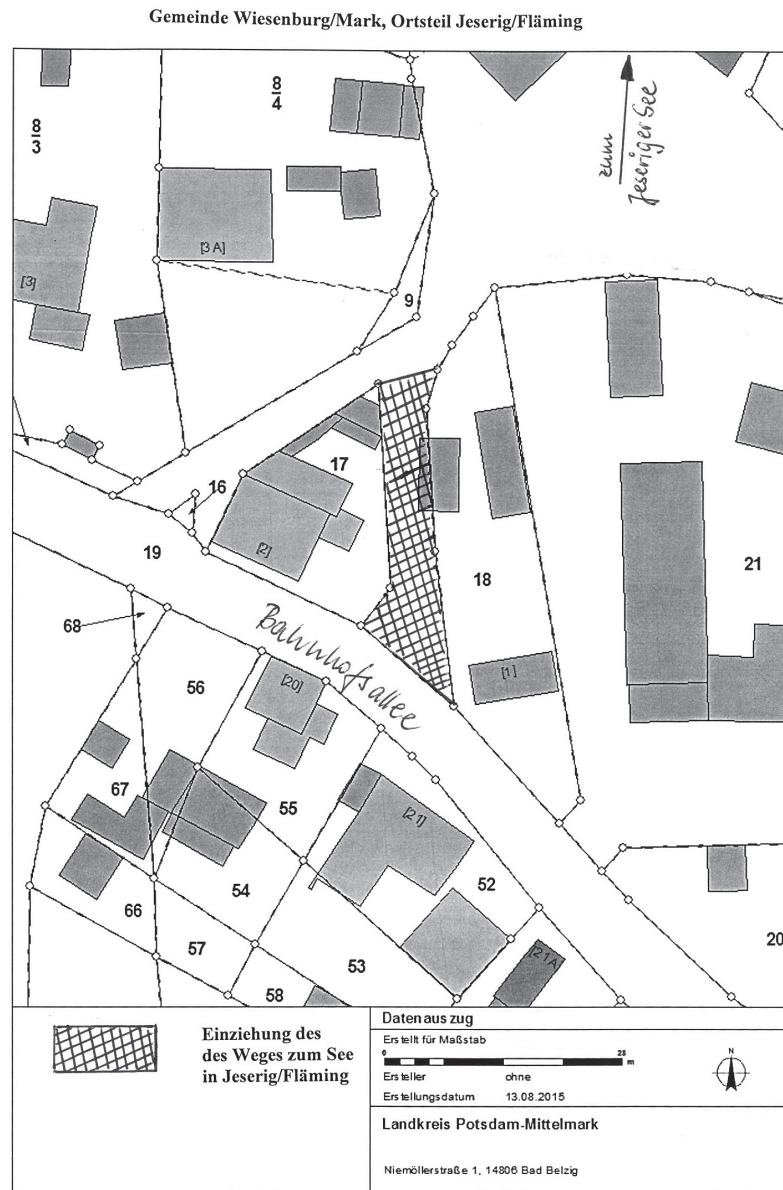 Gemeinde Wiesenburg/Mark, Ortsteil Jeserig/Fläming
8
4
8
3
zum
Jeseriger See
[3 A]
[3]
9
17
16
[2]
19
18
21
68
Bahnhofsallee
[1]
56
[20]
67
55
[21]
54
52
66
57
53
[21A]
20
58
Einziehung des
des Weges zum See
in Jeserig/Fläming
Datenauszug
Erstellt für Maßstab
0 28 m
Ersteller ohne
Erstellungsdatum 13.08.2015
N
Landkreis Potsdam-Mittelmark
Niemöllerstraße 1, 14806 Bad Belzig